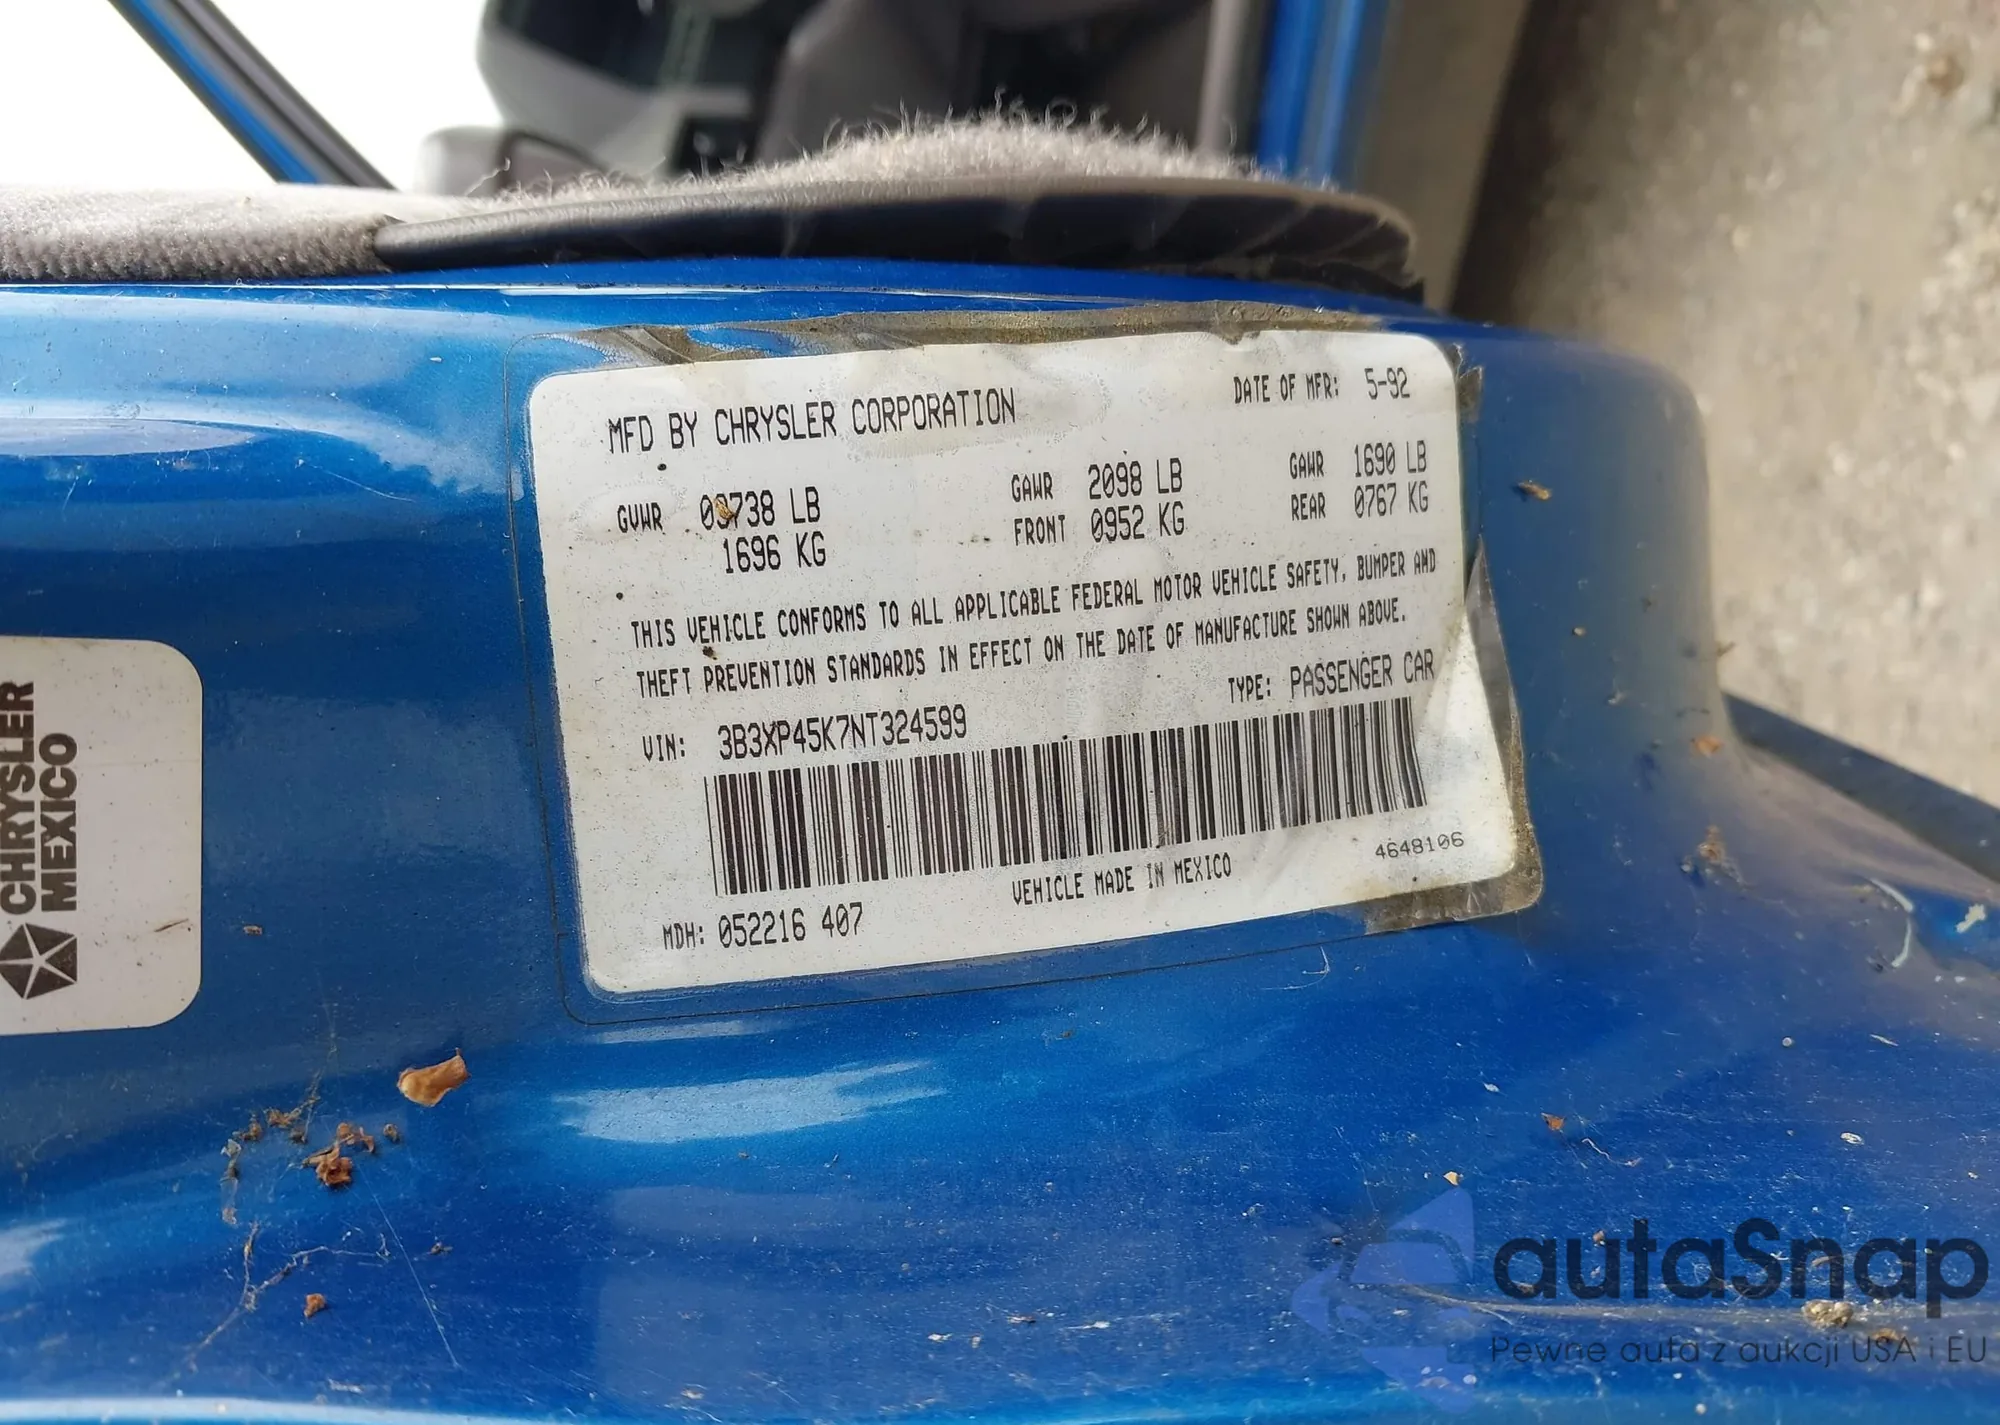 MFD BY CHRYSLER CORPORATION
DATE OF MFR: 5-92
GVWR 03738 LB
1696 KG
GAWR 2098 LB
FRONT 0952 KG
GAWR 1690 LB
REAR 0767 KG
THIS VEHICLE CONFORMS TO ALL APPLICABLE FEDERAL MOTOR VEHICLE SAFETY, BUMPER AND
THEFT PREVENTION STANDARDS IN EFFECT ON THE DATE OF MANUFACTURE SHOWN ABOVE.
VIN: 3B3XP45K7NT324599
TYPE: PASSENGER CAR
4648106
VEHICLE MADE IN MEXICO
MDH: 052216 407
CHRYSLER
MEXICO
autaSnap
Pewne auta z aukcji USA i EU